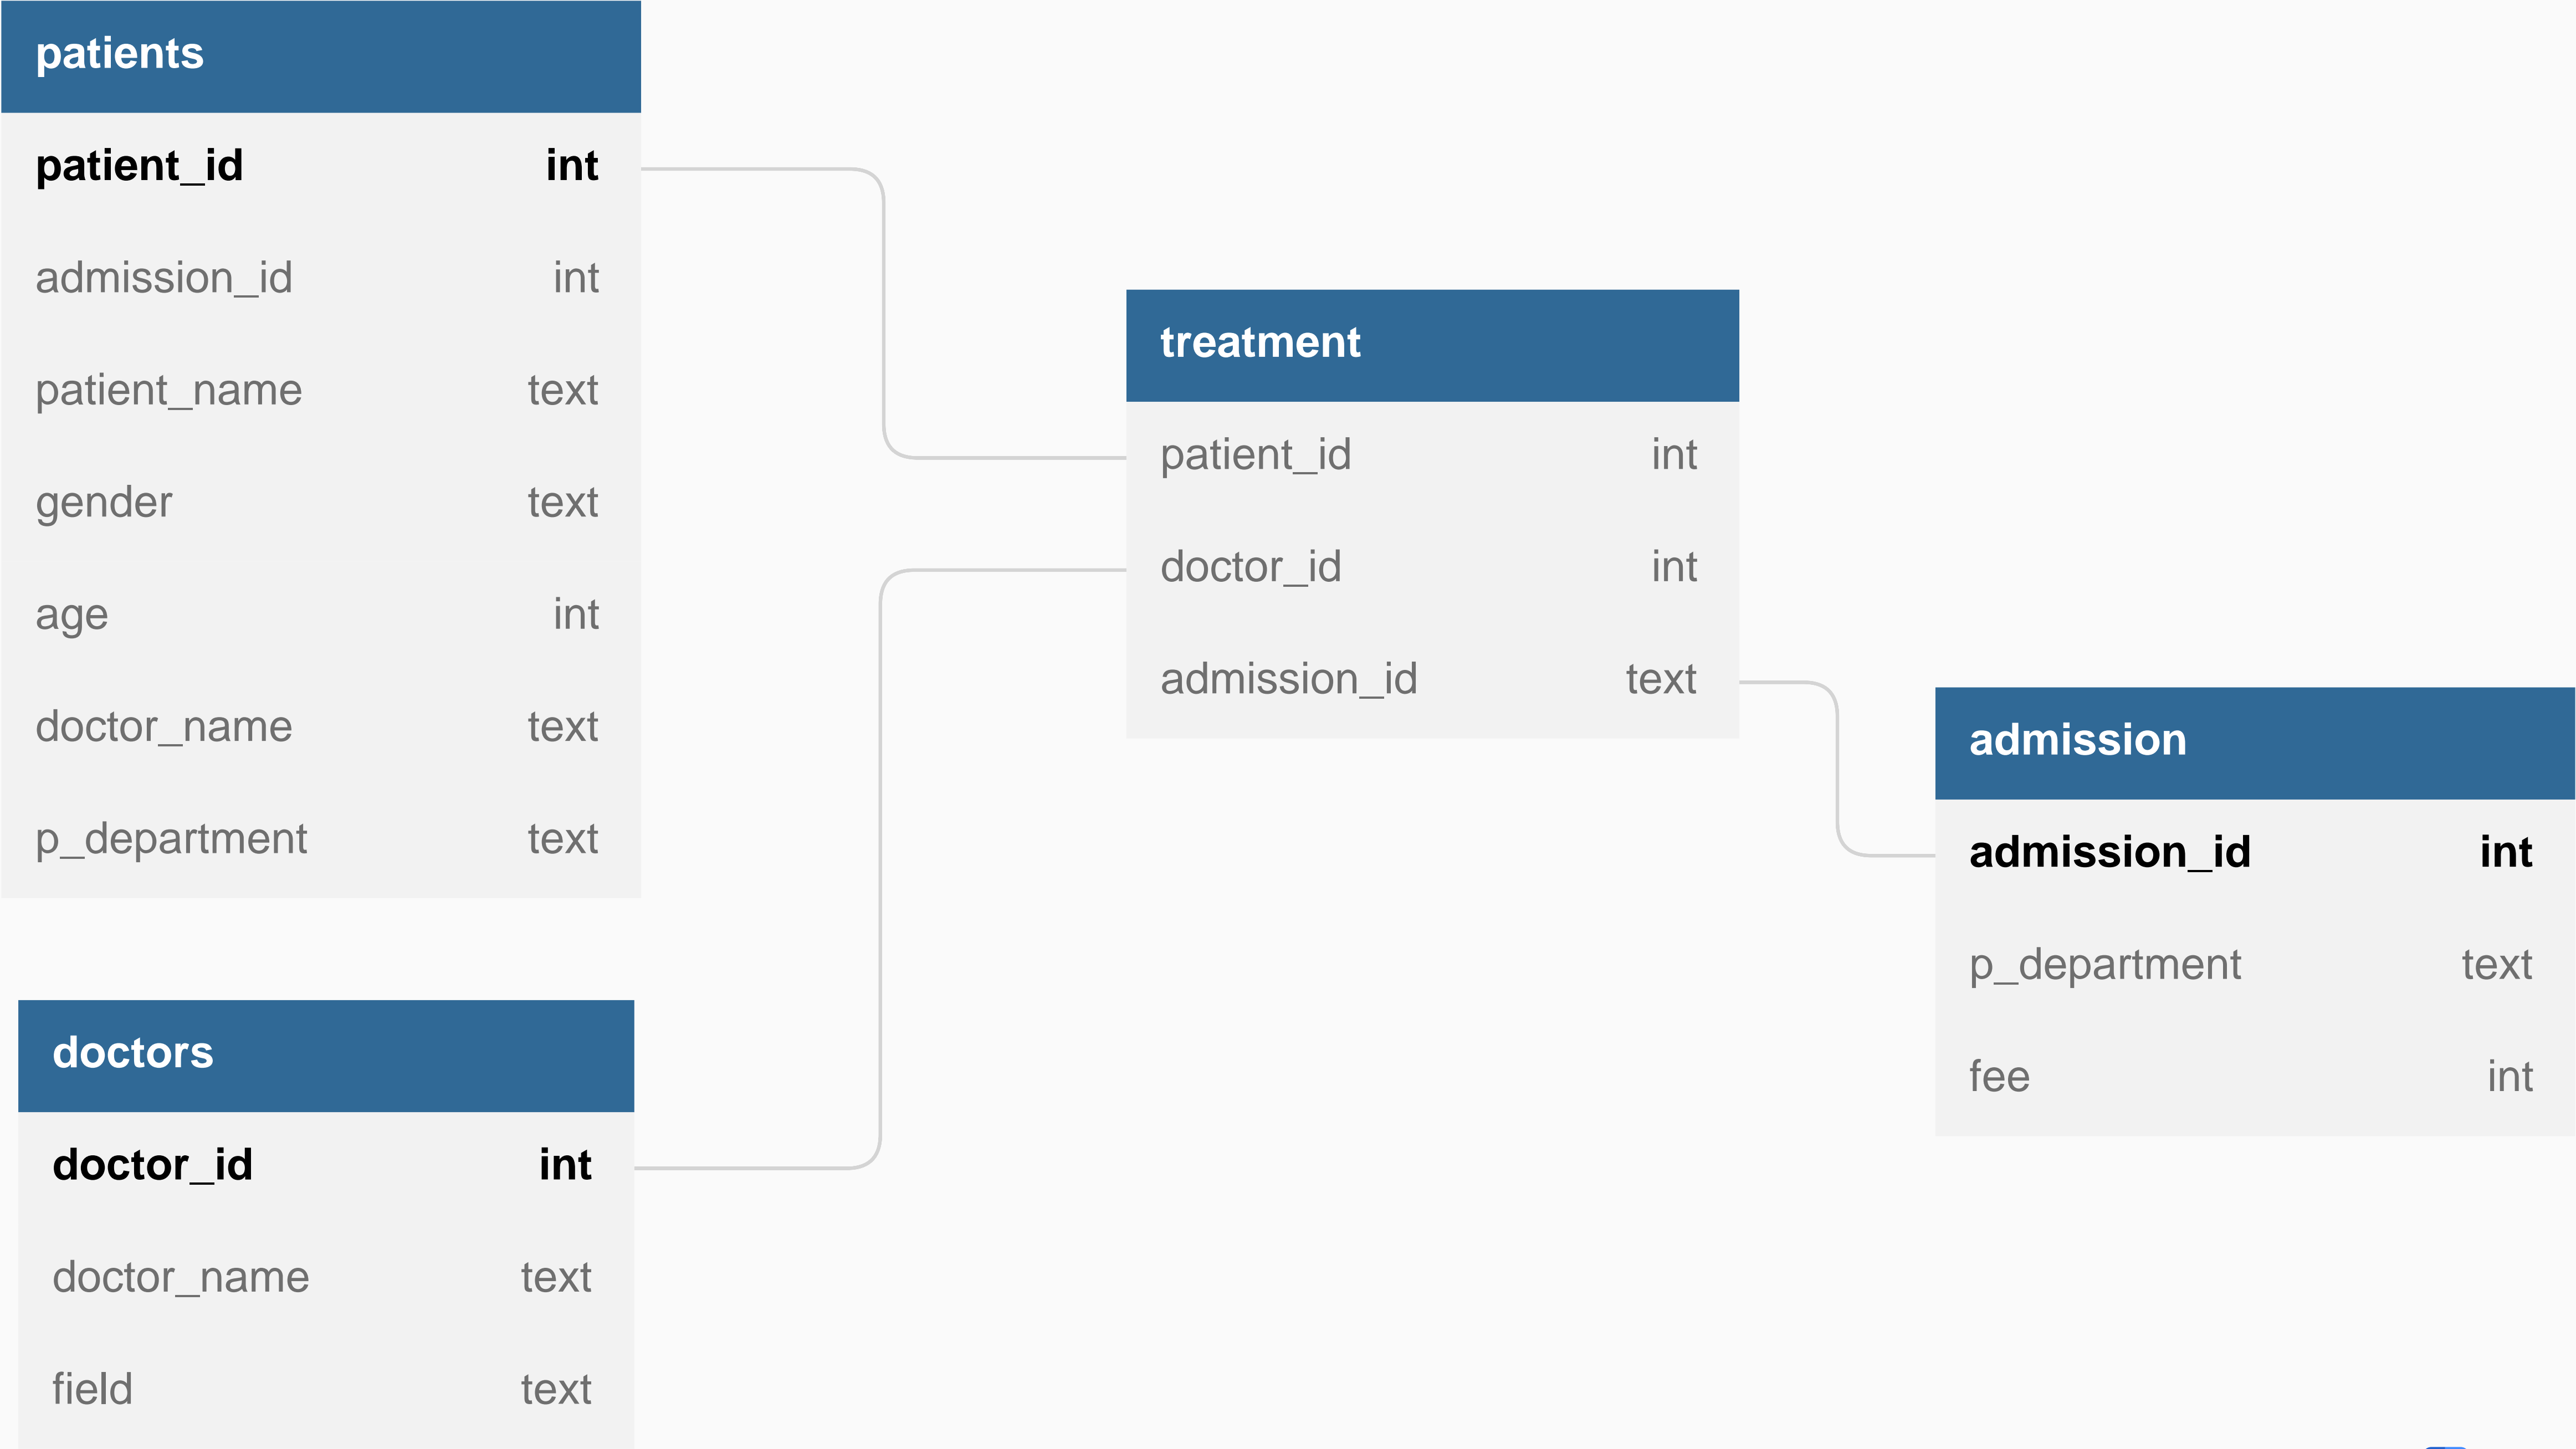 patients
patient_id int
admission_id int
patient_name text
gender text
age int
doctor_name text
p_department text
treatment
patient_id int
doctor_id int
admission_id text
admission
admission_id int
p_department text
fee int
doctors
doctor_id int
doctor_name text
field text